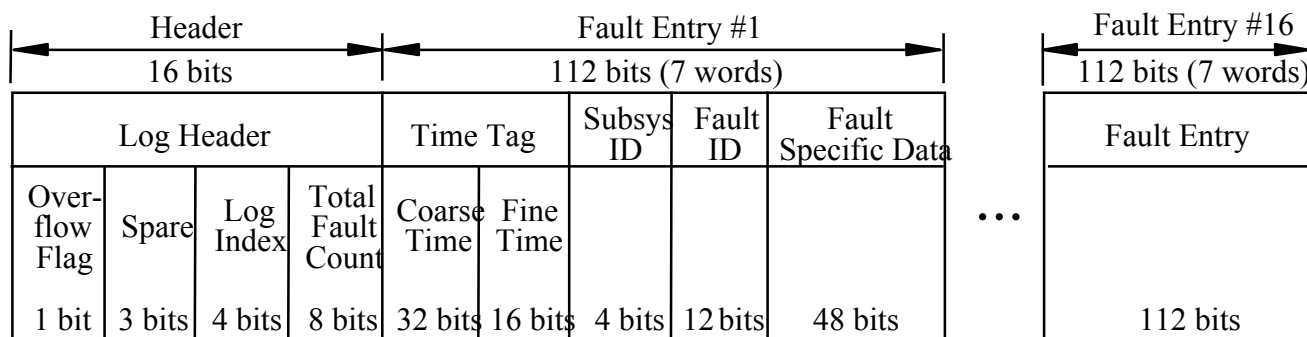 Header
Fault Entry #1
Fault Entry #16
16 bits
112 bits (7 words)
112 bits (7 words)
Log Header
Time Tag
Subsys
ID
Fault
ID
Fault
Specific Data
Fault Entry
Over-
flow
Flag
Spare
Log
Index
Total
Fault
Count
Coarse
Time
Fine
Time
...
1 bit
3 bits
4 bits
8 bits
32 bits
16 bits
4 bits
12 bits
48 bits
112 bits